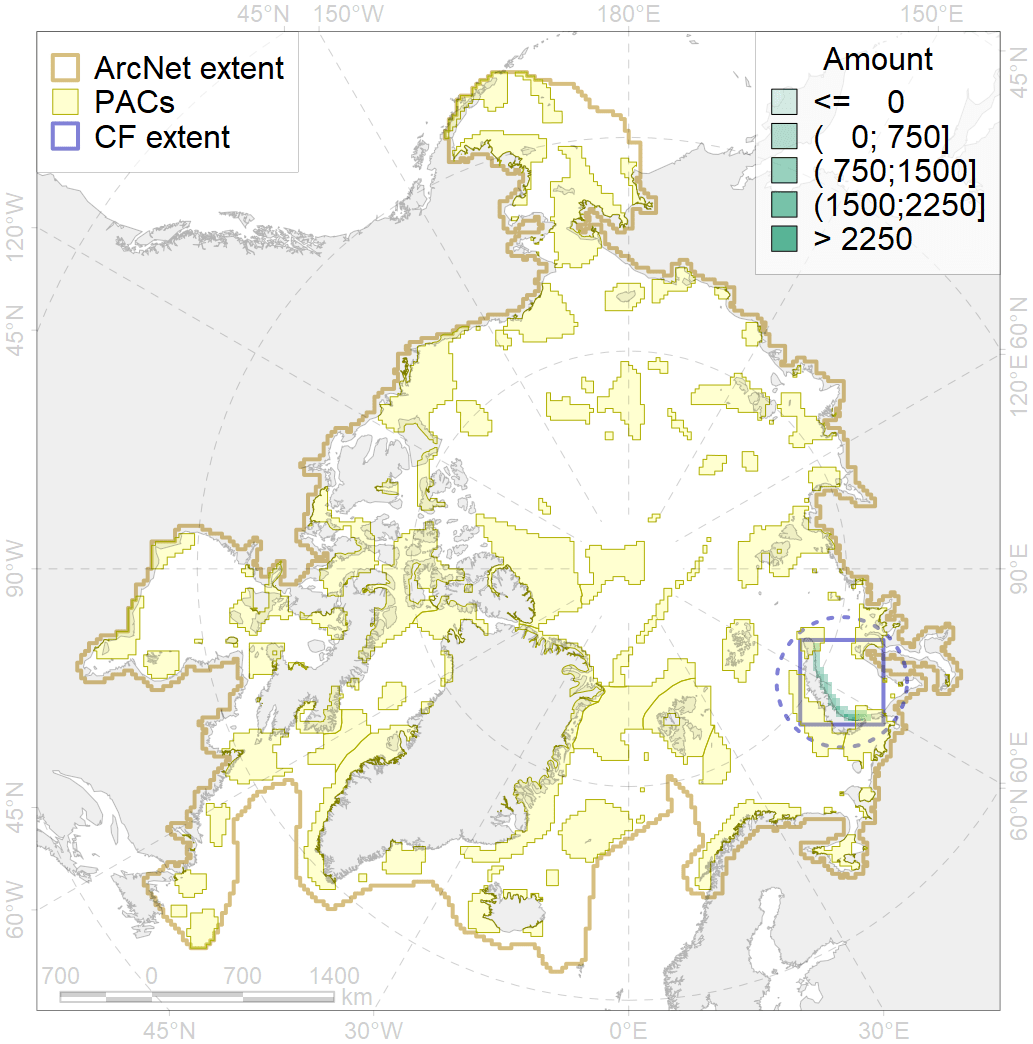 45°N 150°W 180°E 150°E
ArcNet extent
PACs
CF extent
Amount
<= 0
( 0; 750]
( 750;1500]
(1500;2250]
> 2250
45°N
120°W
60°N
45°N
120°E
90°W
90°E
60°E
45°N
60°N
60°W
700 0 700 1400
km
45°N 30°W 0°E 30°E